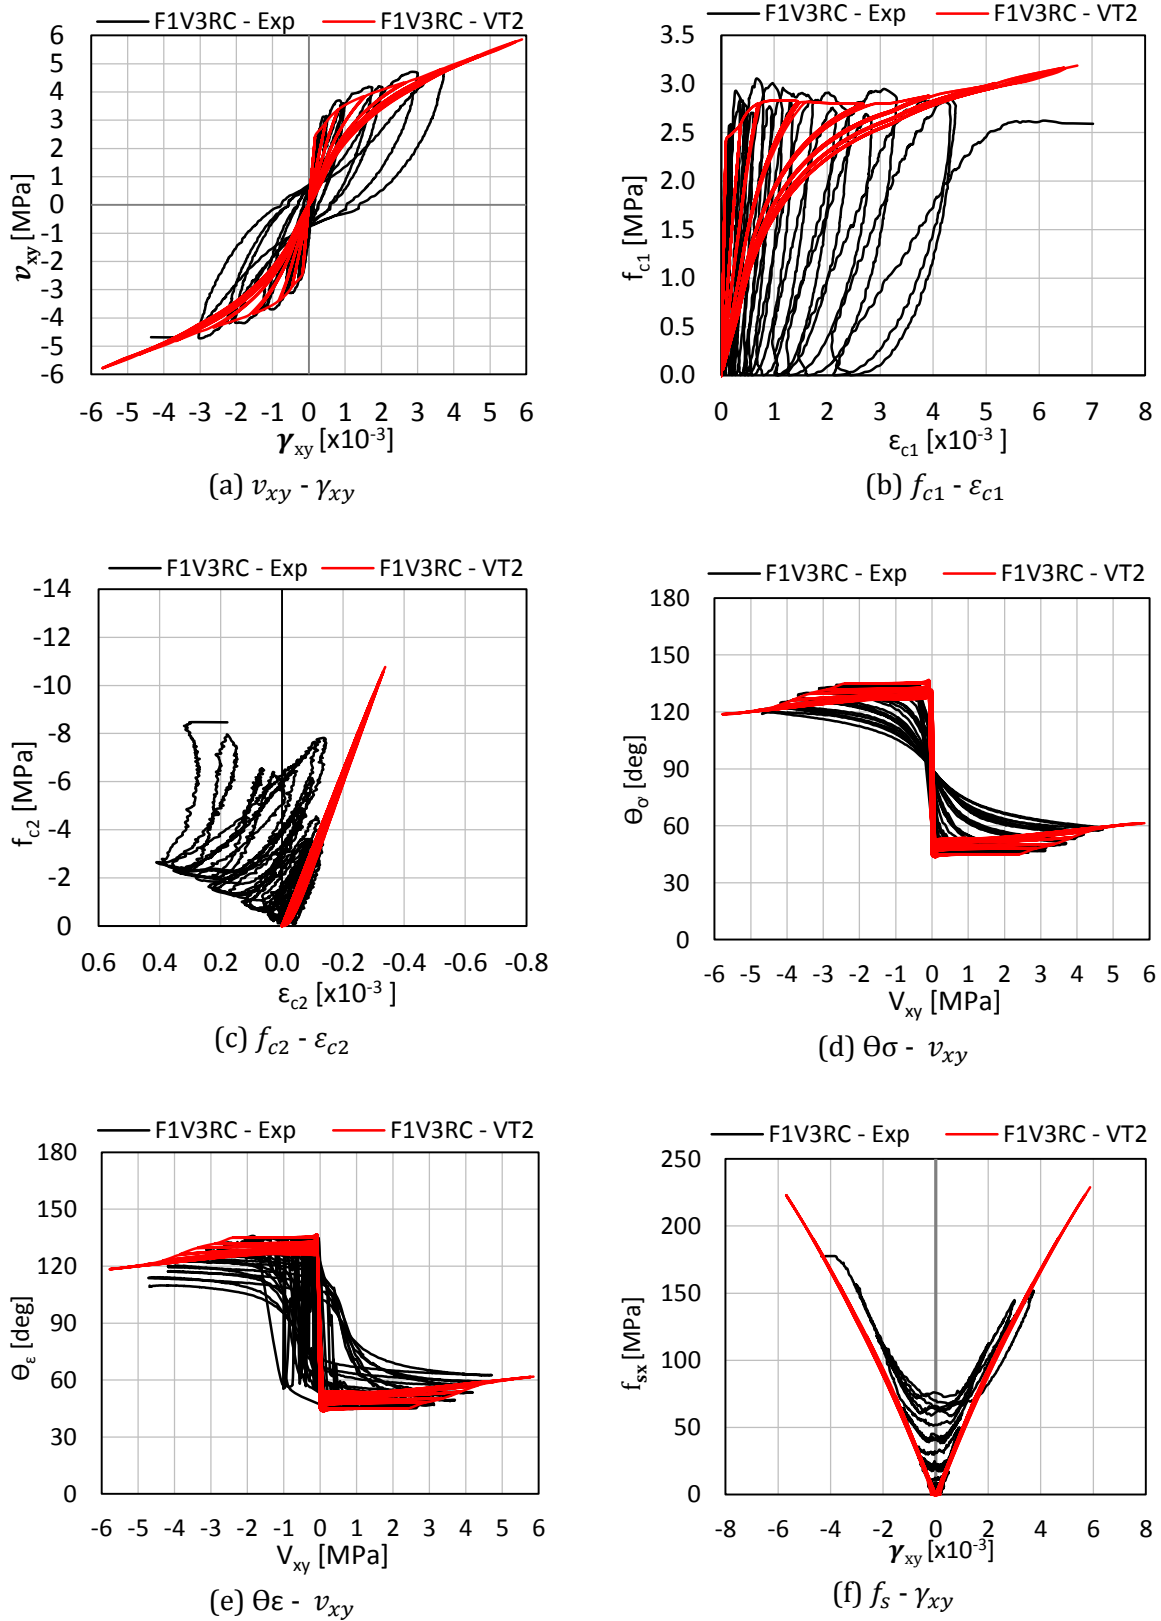 F1V3RC - Exp F1V3RC - VT2
6
5
4
3
2
1
0
-1
-2
-3
-4
-5
-6
v_xy [MPa]
-6 -5 -4 -3 -2 -1 0 1 2 3 4 5 6
γ_xy [x10^-3]
(a) v_xy - γ_xy
F1V3RC - Exp F1V3RC - VT2
3.5
3.0
2.5
2.0
1.5
1.0
0.5
0.0
f_c1 [MPa]
0 1 2 3 4 5 6 7 8
ε_c1 [x10^-3 ]
(b) f_c1 - ε_c1
F1V3RC - Exp F1V3RC - VT2
-14
-12
-10
-8
-6
-4
-2
0
f_c2 [MPa]
0.6 0.4 0.2 0.0 -0.2 -0.4 -0.6 -0.8
ε_c2 [x10^-3]
(c) f_c2 - ε_c2
F1V3RC - Exp F1V3RC - VT2
180
150
120
90
60
30
0
Θ_σ [deg]
-6 -5 -4 -3 -2 -1 0 1 2 3 4 5 6
V_xy [MPa]
(d) Θσ - v_xy
F1V3RC - Exp F1V3RC - VT2
180
150
120
90
60
30
0
Θ_ε [deg]
-6 -5 -4 -3 -2 -1 0 1 2 3 4 5 6
V_xy [MPa]
(e) Θε - v_xy
F1V3RC - Exp F1V3RC - VT2
250
200
150
100
50
0
f_sx [MPa]
-8 -6 -4 -2 0 2 4 6 8
γ_xy [x10^-3]
(f) f_s - γ_xy